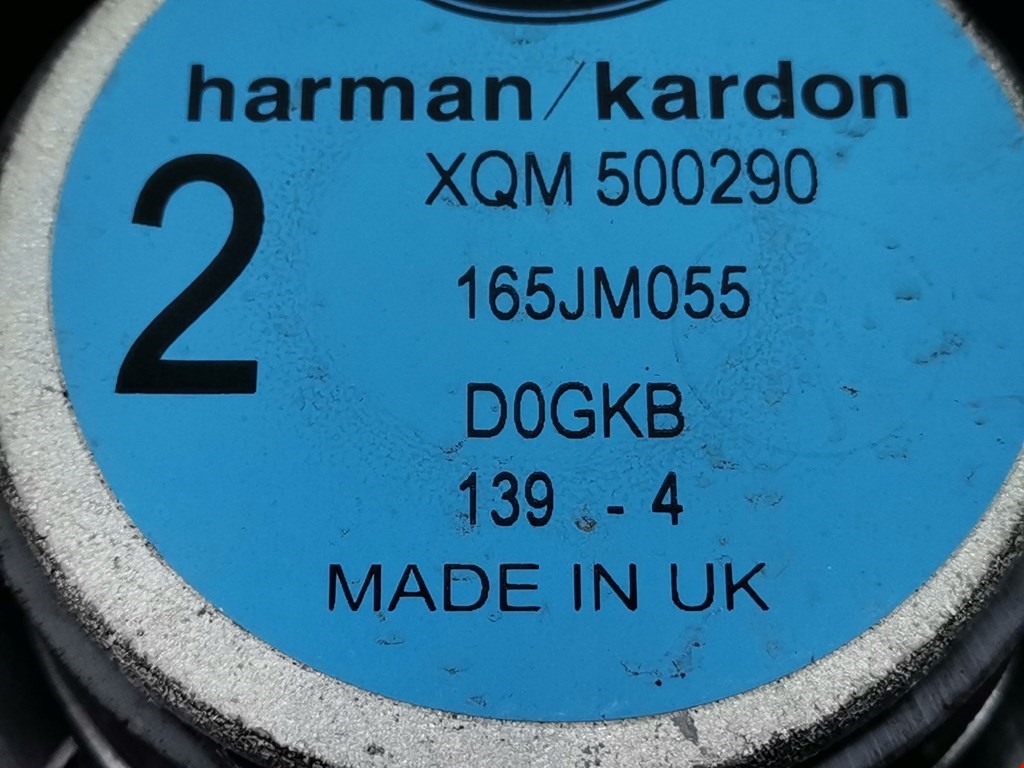 harman/kardon
2
XQM 500290
165JM055
D0GKB
139 - 4
MADE IN UK